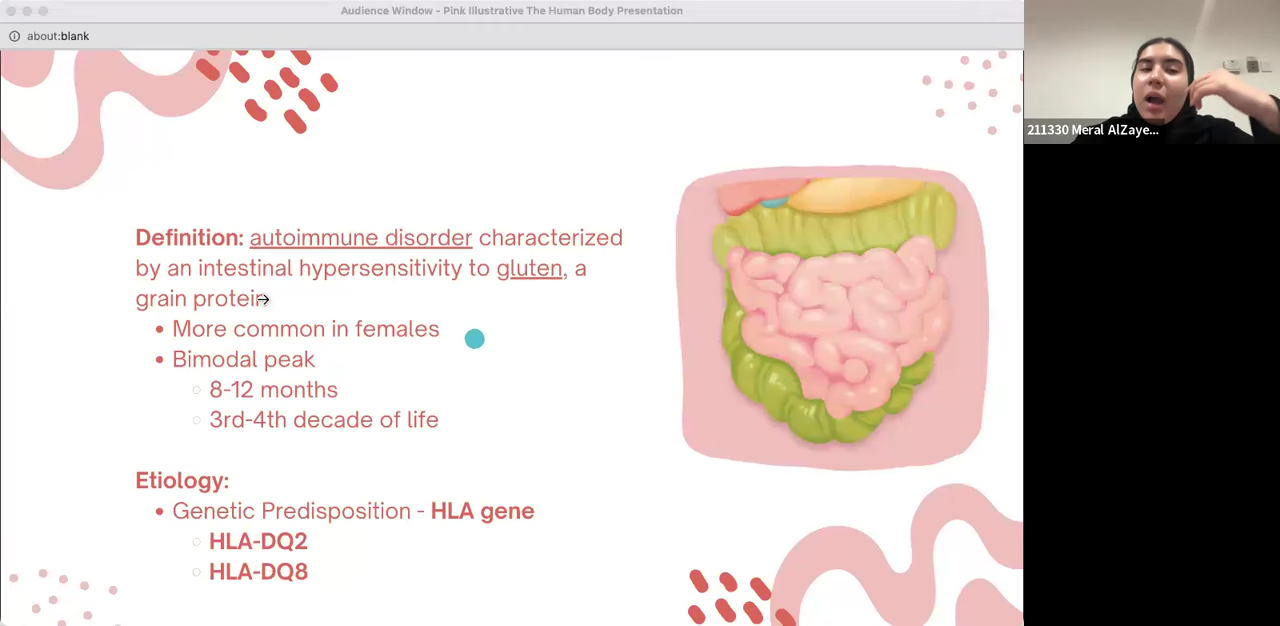 Audience Window - Pink Illustrative The Human Body Presentation
about:blank
211330 Meral AlZaye...
Definition: autoimmune disorder characterized
by an intestinal hypersensitivity to gluten, a
grain protein
• More common in females
• Bimodal peak
○ 8-12 months
○ 3rd-4th decade of life
Etiology:
• Genetic Predisposition - HLA gene
○ HLA-DQ2
○ HLA-DQ8